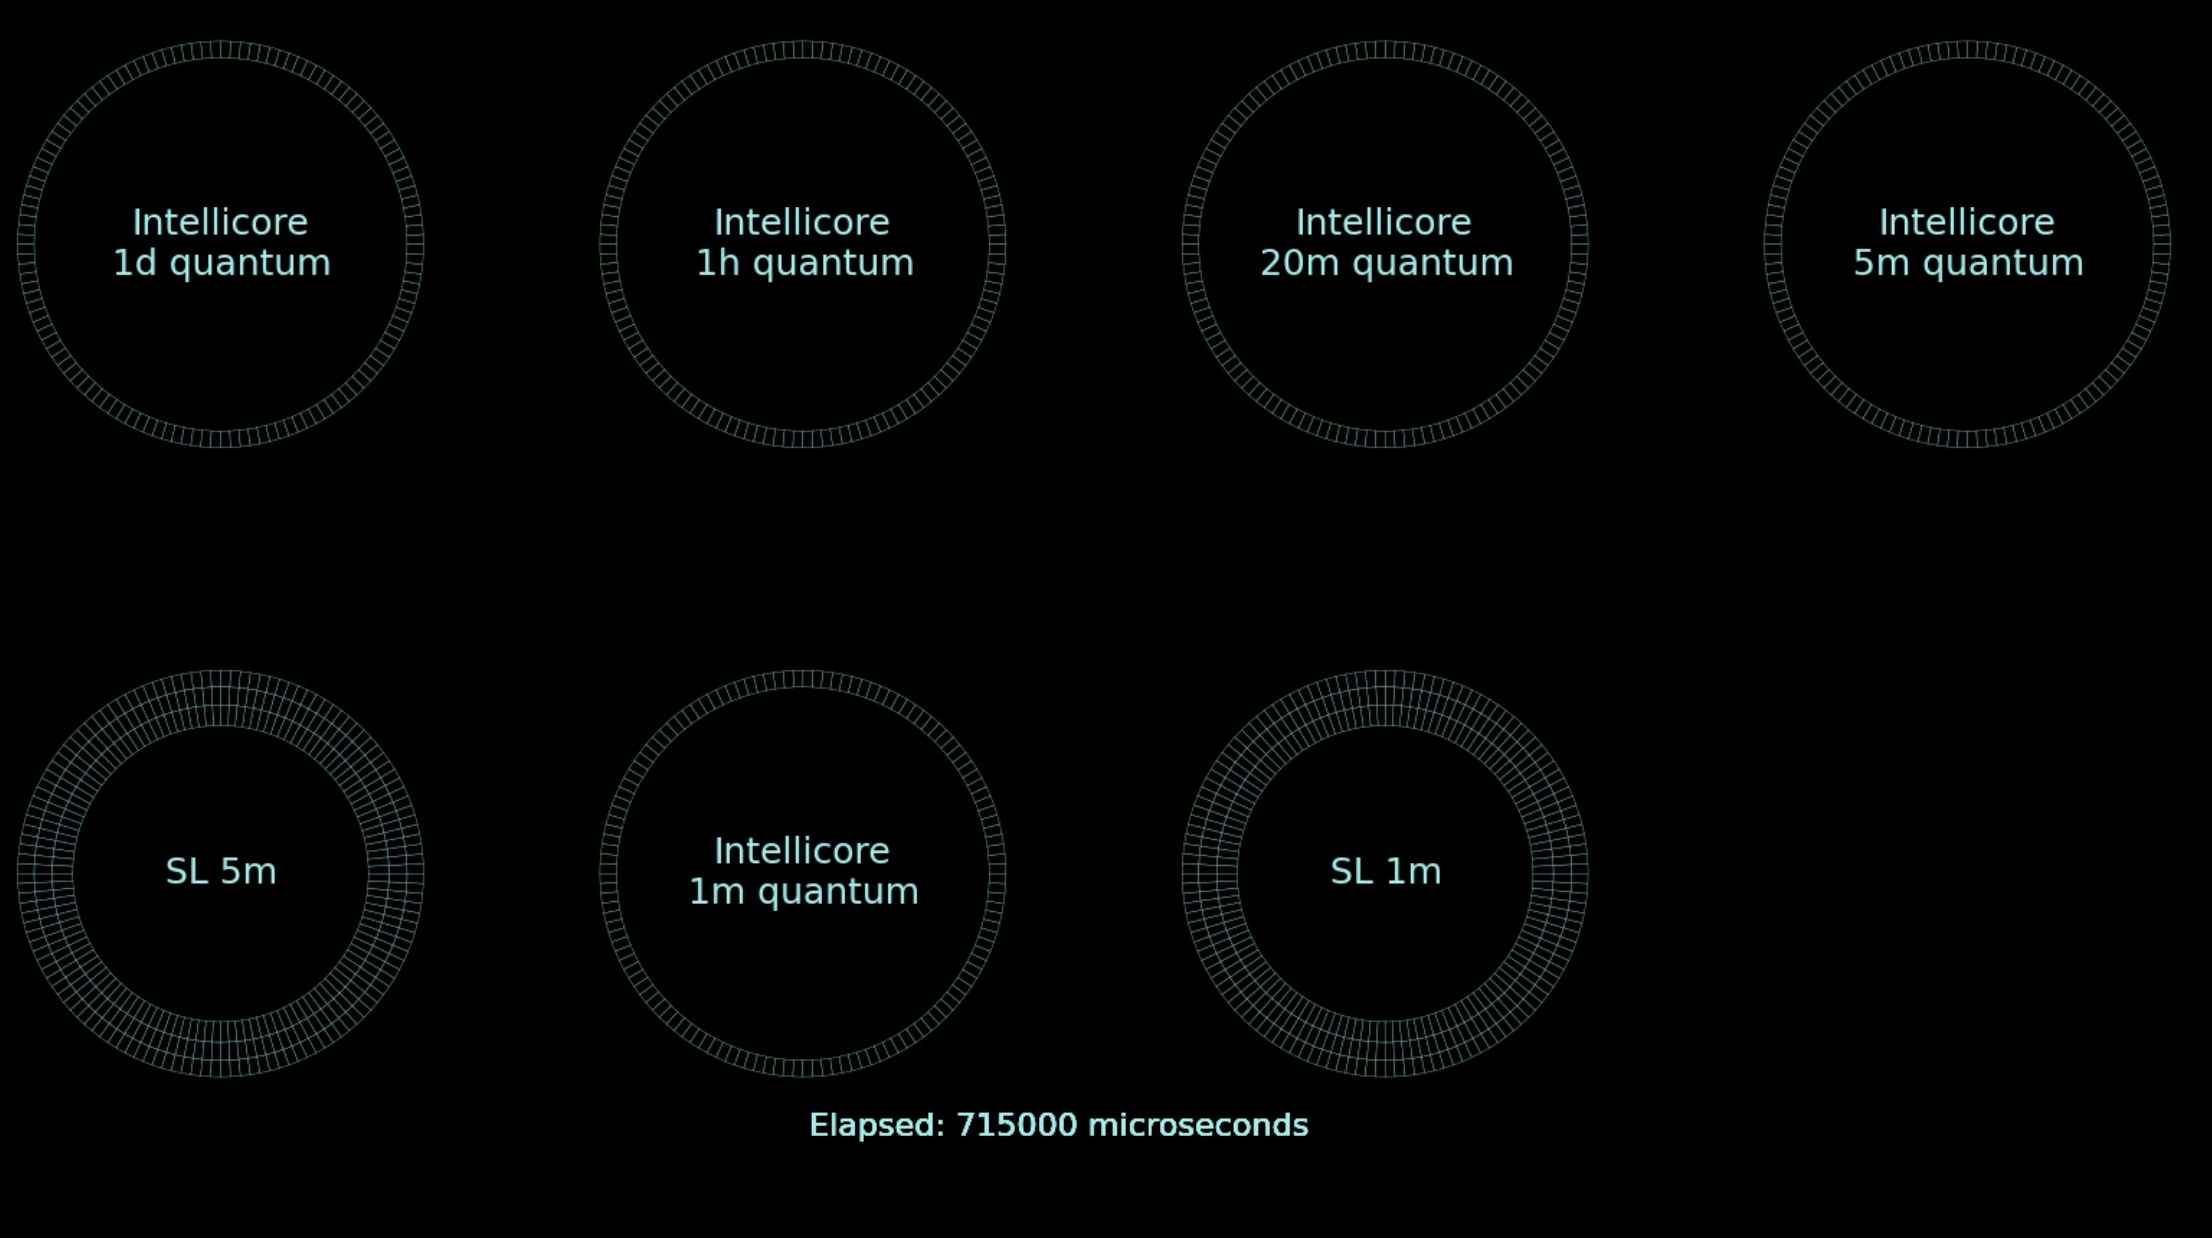 Intellicore
1d quantum
Intellicore
1h quantum
Intellicore
20m quantum
Intellicore
5m quantum
SL 5m
Intellicore
1m quantum
SL 1m
Elapsed: 715000 microseconds